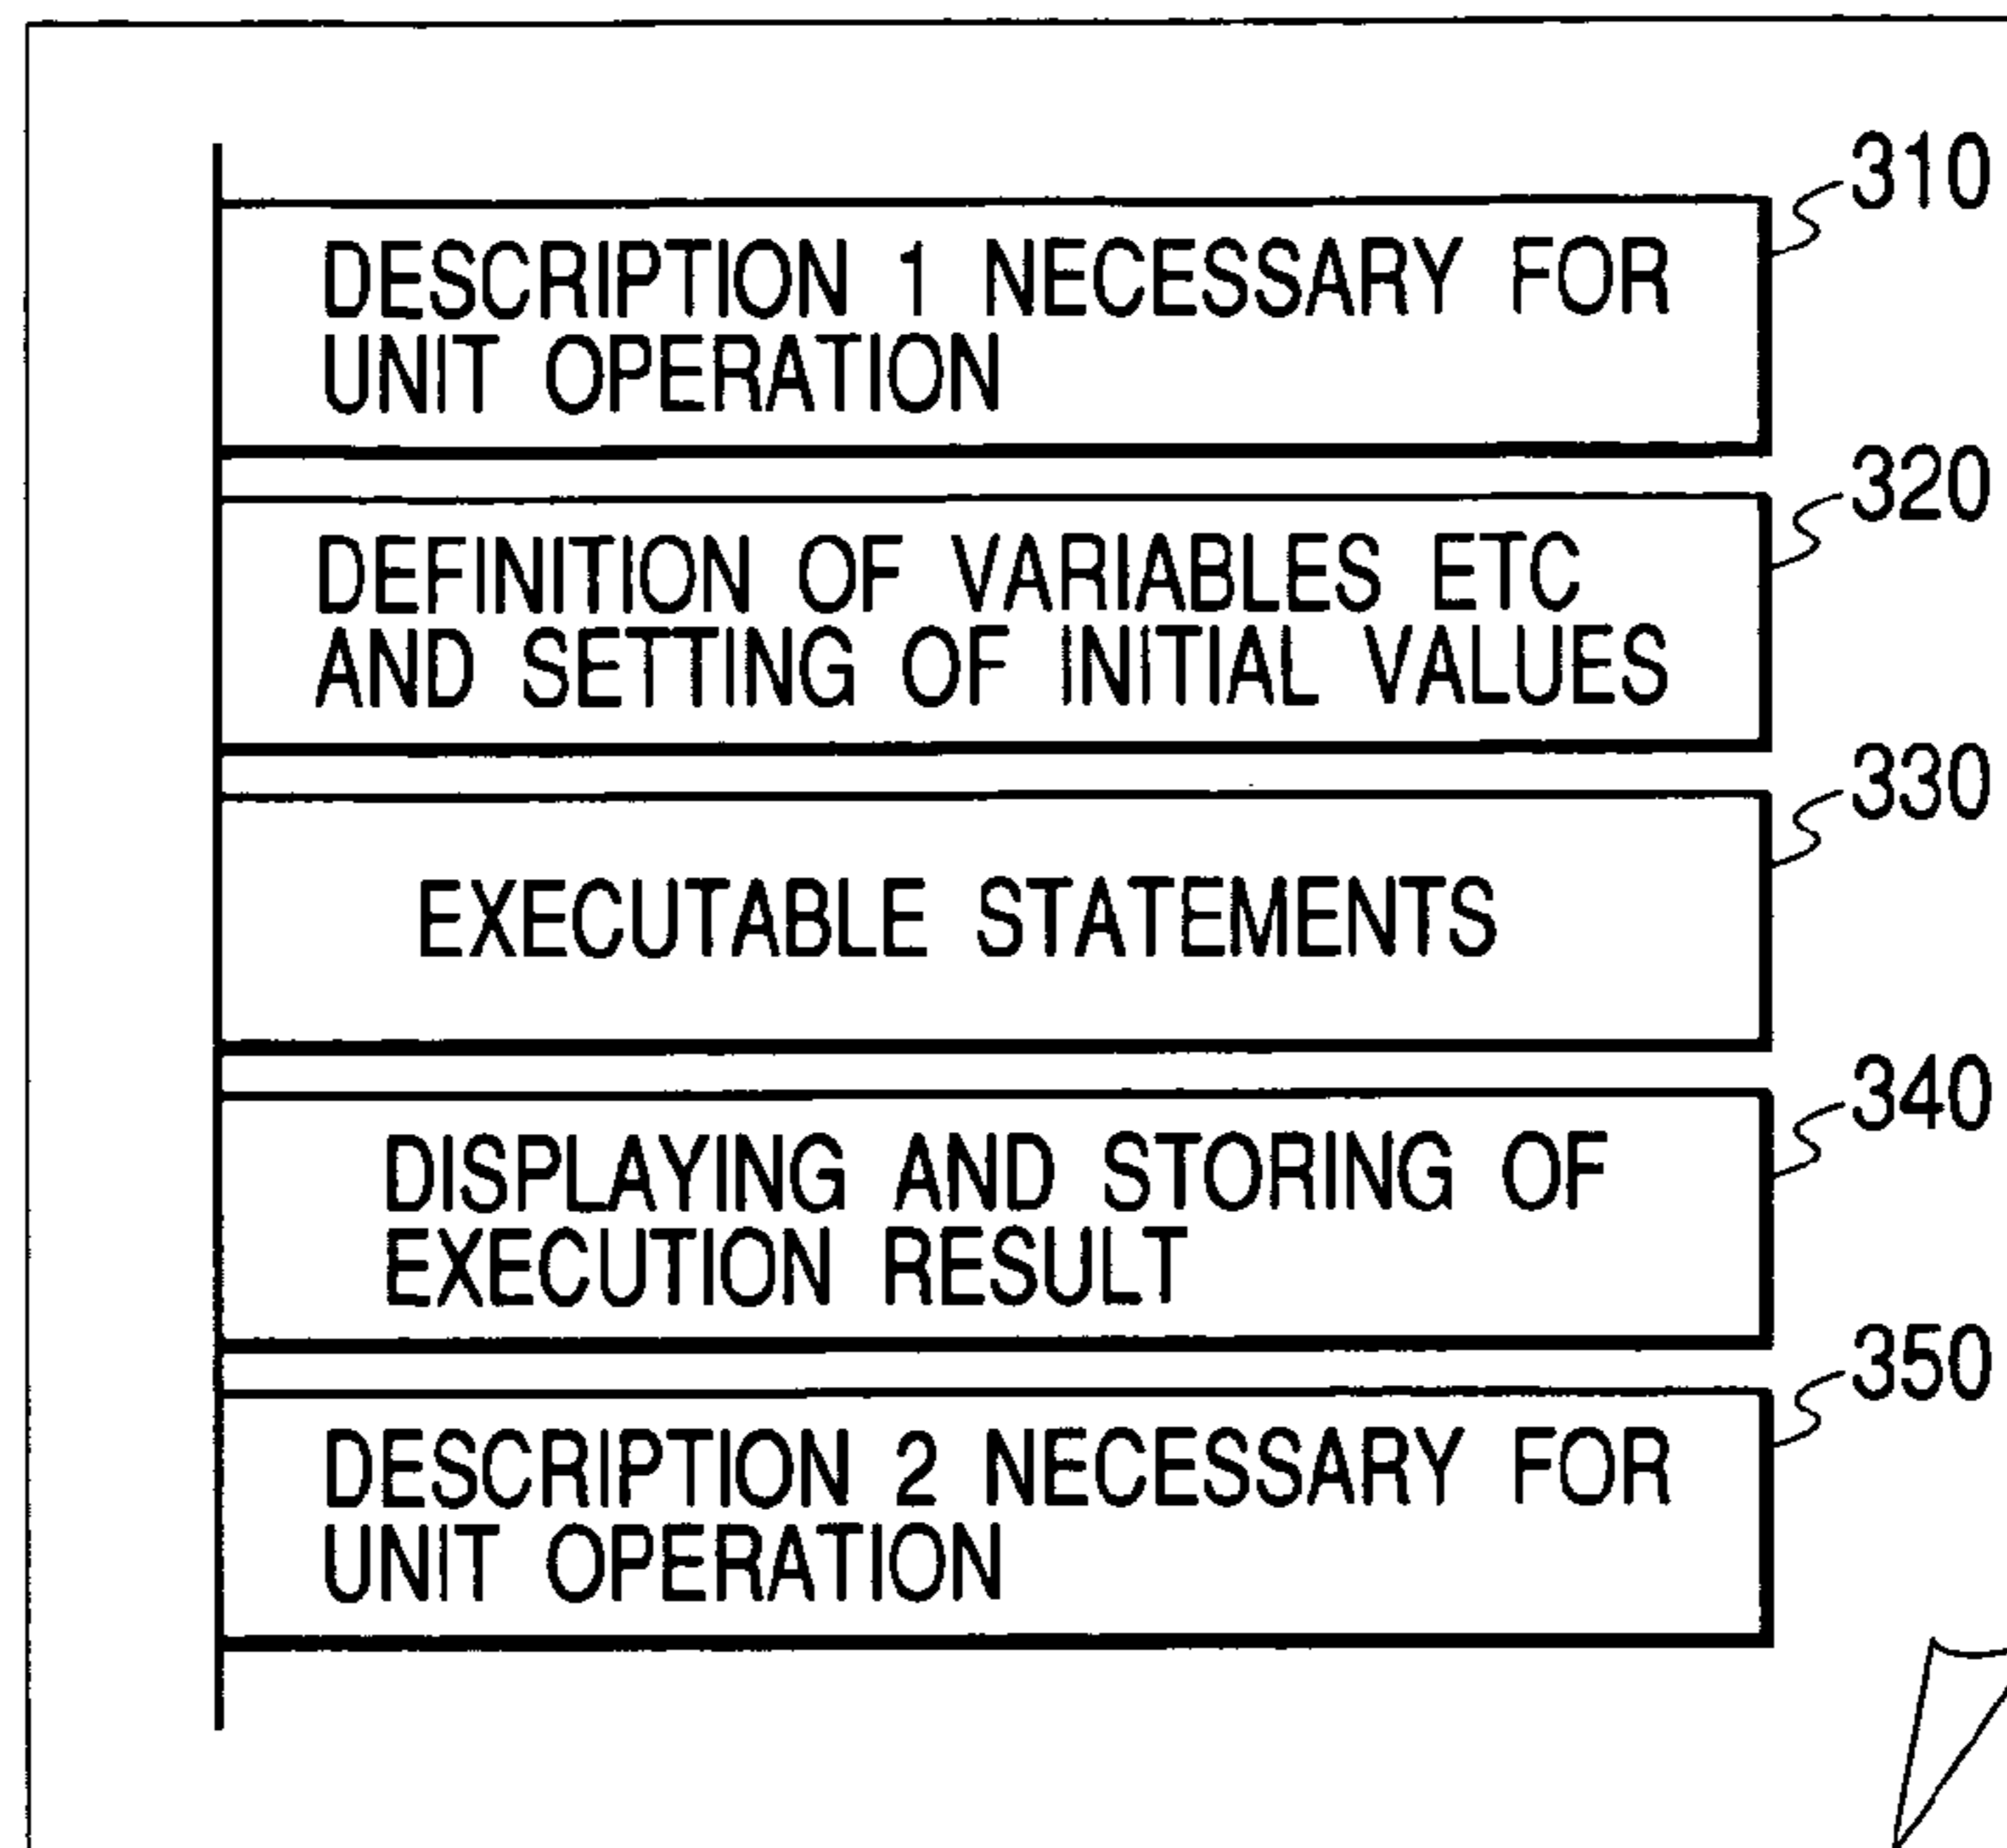 310
DESCRIPTION 1 NECESSARY FOR
UNIT OPERATION
320
DEFINITION OF VARIABLES ETC
AND SETTING OF INITIAL VALUES
330
EXECUTABLE STATEMENTS
340
DISPLAYING AND STORING OF
EXECUTION RESULT
350
DESCRIPTION 2 NECESSARY FOR
UNIT OPERATION